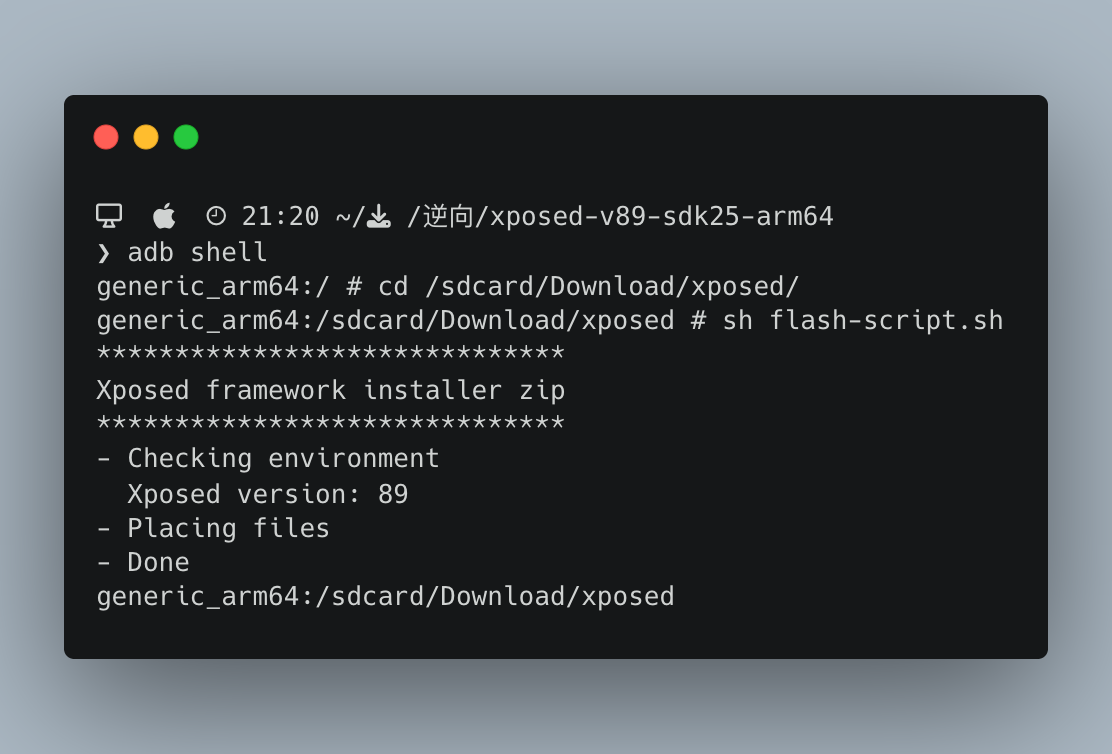 21:20 ~/ /逆向/xposed-v89-sdk25-arm64
❯ adb shell
generic_arm64:/ # cd /sdcard/Download/xposed/
generic_arm64:/sdcard/Download/xposed # sh flash-script.sh
******************************
Xposed framework installer zip
******************************
- Checking environment
  Xposed version: 89
- Placing files
- Done
generic_arm64:/sdcard/Download/xposed